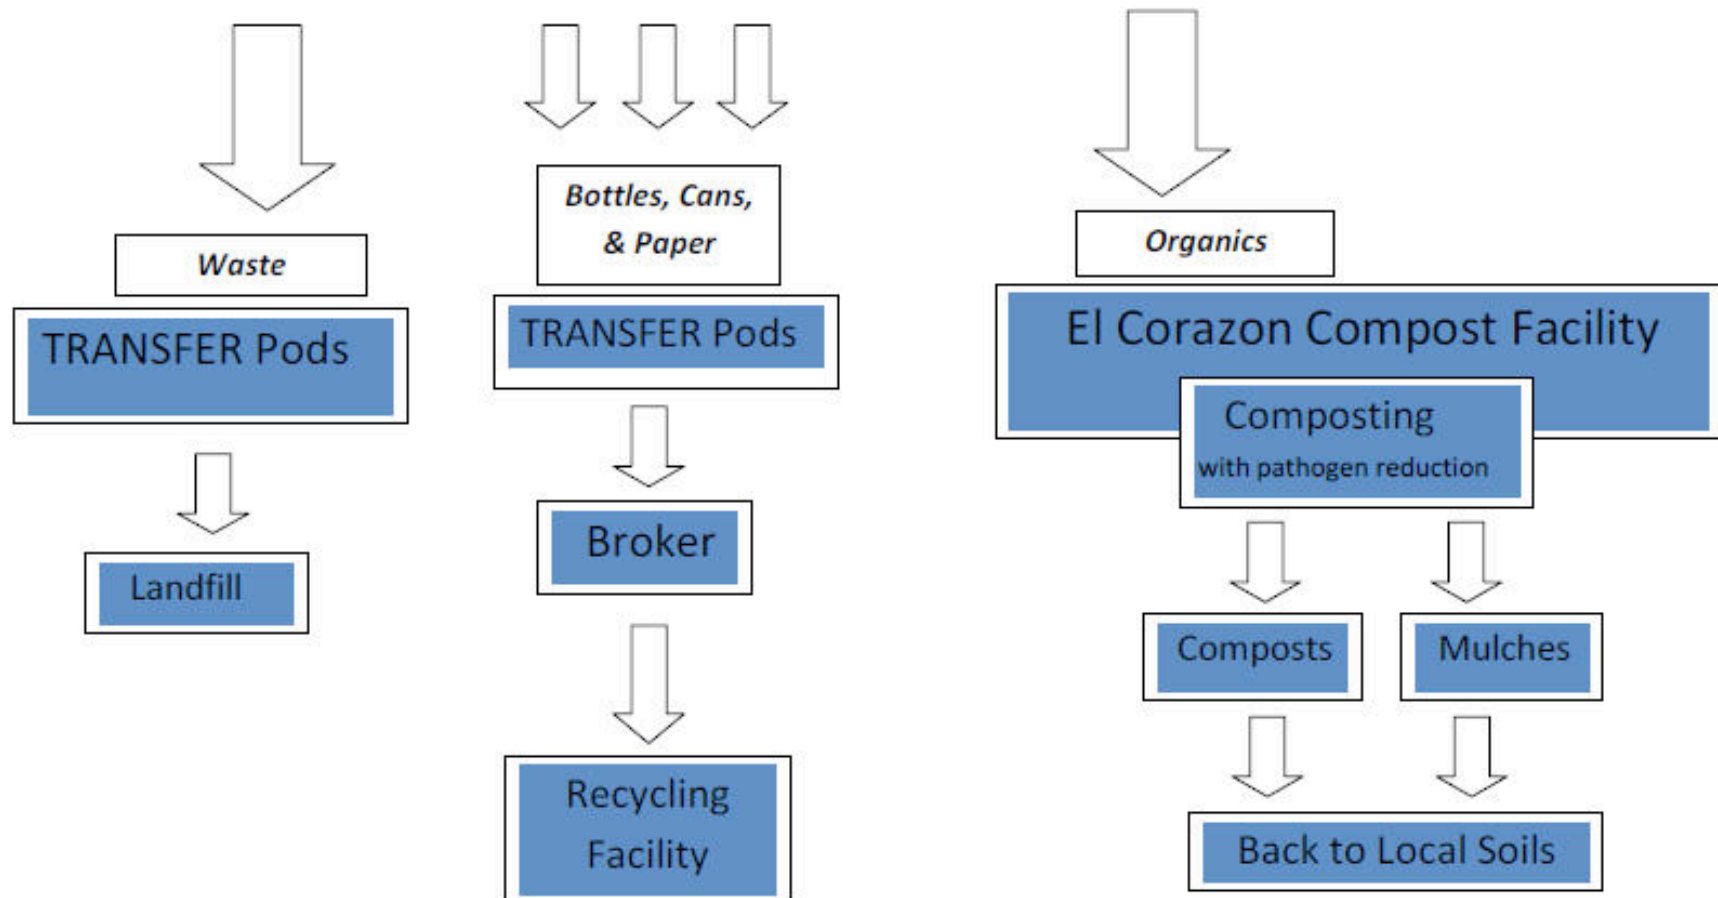 Waste
TRANSFER Pods
Landfill
Bottles, Cans,
& Paper
TRANSFER Pods
Broker
Recycling
Facility
Organics
El Corazon Compost Facility
Composting
with pathogen reduction
Composts
Mulches
Back to Local Soils